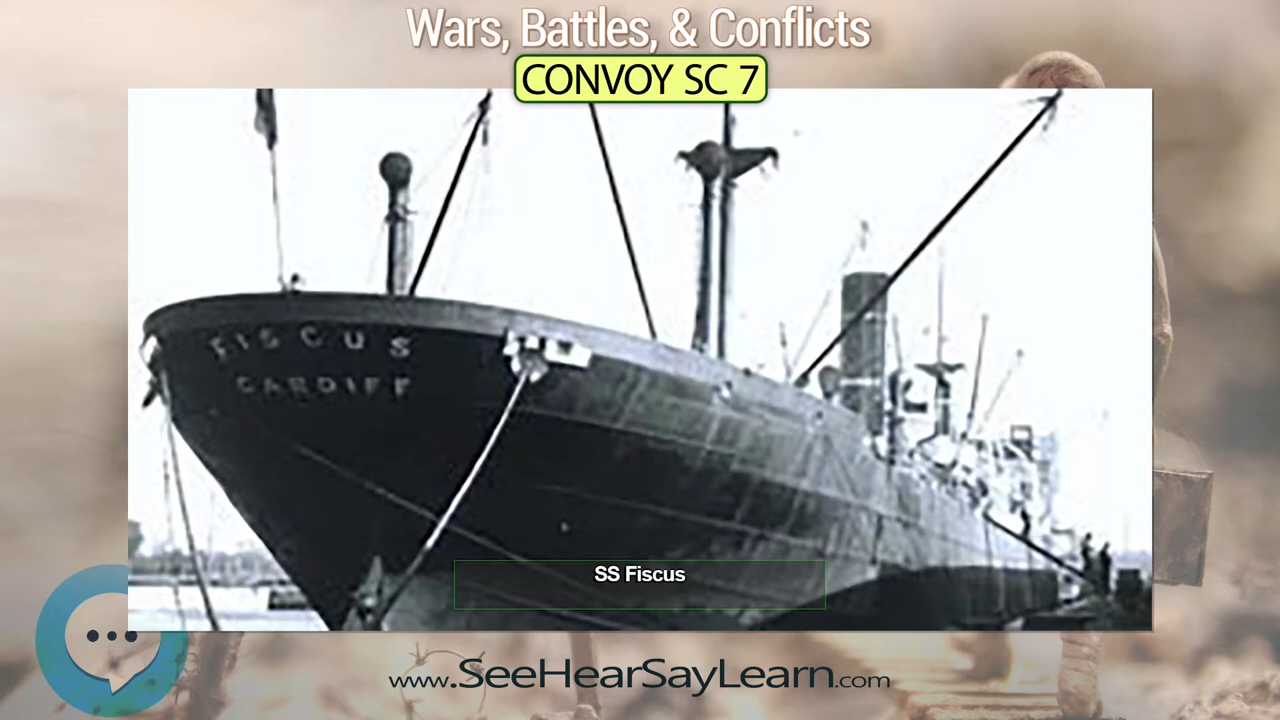 Wars, Battles, & Conflicts
CONVOY SC 7
FISCUS
CARDIFF
SS Fiscus
www.SeeHearSayLearn.com